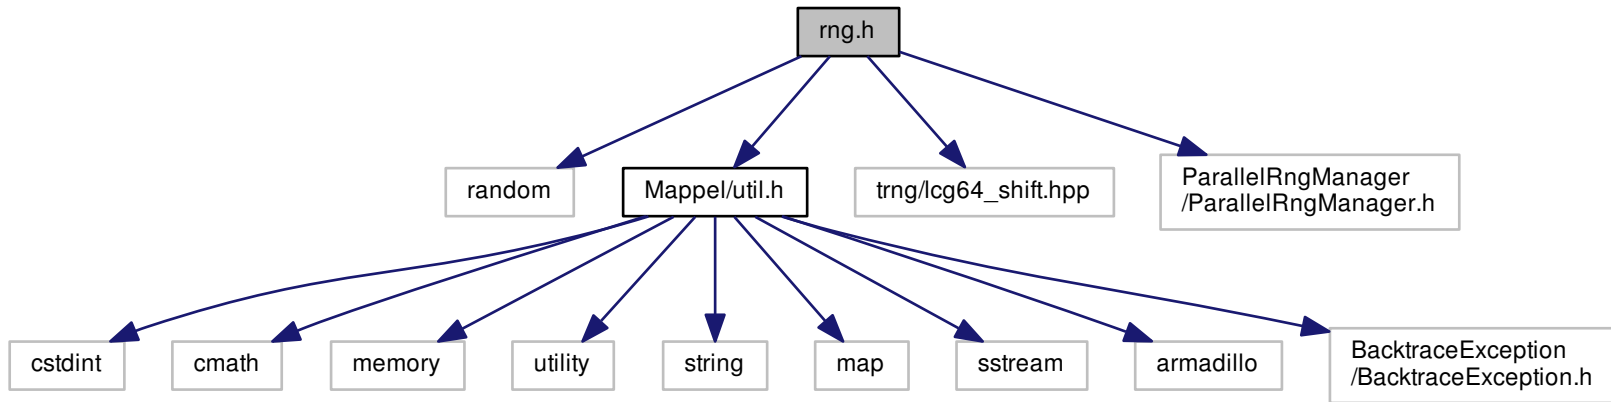 rng.h
random
Mappel/util.h
trng/lcg64_shift.hpp
ParallelRngManager
/ParallelRngManager.h
cstdint
cmath
memory
utility
string
map
sstream
armadillo
BacktraceException
/BacktraceException.h